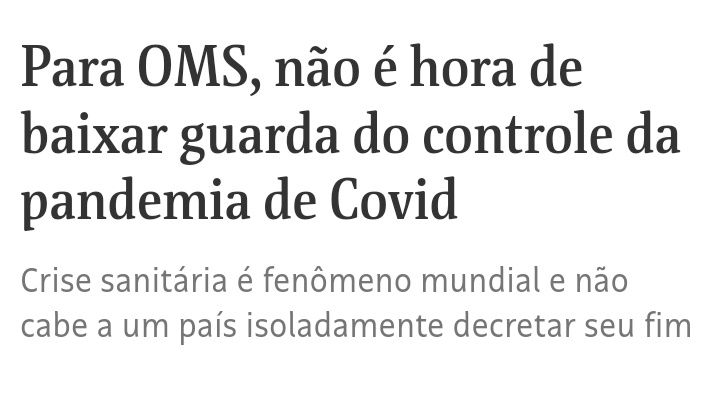 Para OMS, não é hora de
baixar guarda do controle da
pandemia de Covid
Crise sanitária é fenômeno mundial e não
cabe a um país isoladamente decretar seu fim